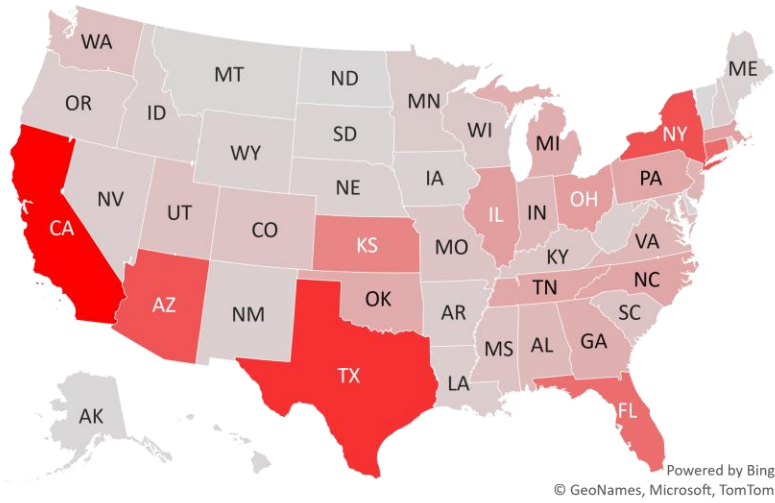 WA
MT
ND
ME
OR
ID
MN
SD
WI
NY
WY
MI
IA
PA
NE
NV
UT
CO
IL
IN
OH
CA
KS
MO
KY
VA
AZ
NM
OK
TN
NC
AR
SC
TX
MS
AL
GA
LA
AK
FL
Powered by Bing
© GeoNames, Microsoft, TomTom